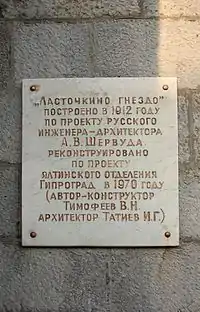 „Ласточкино гнездо"
построено в 1912 году
по проекту русского
инженера-архитектора
А.В.Шервуда
реконструировано
по проекту
ялтинского отделения
Гипроград в 1970 году
(автор-конструктор
Тимофеев В.Н.
архитектор Татиев И.Г.)